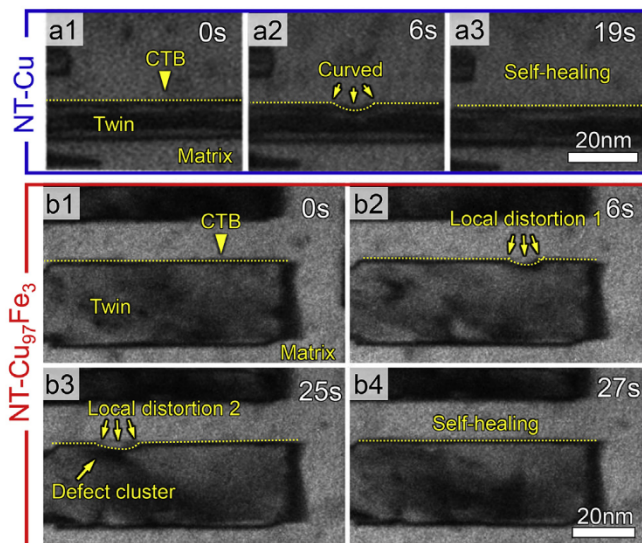 NT-Cu
a1
0s
CTB
Twin
Matrix
a2
6s
Curved
a3
19s
Self-healing
20nm
NT-Cu₉₇Fe₃
b1
0s
CTB
Twin
Matrix
b2
6s
Local distortion 1
b3
25s
Local distortion 2
Defect cluster
b4
27s
Self-healing
20nm